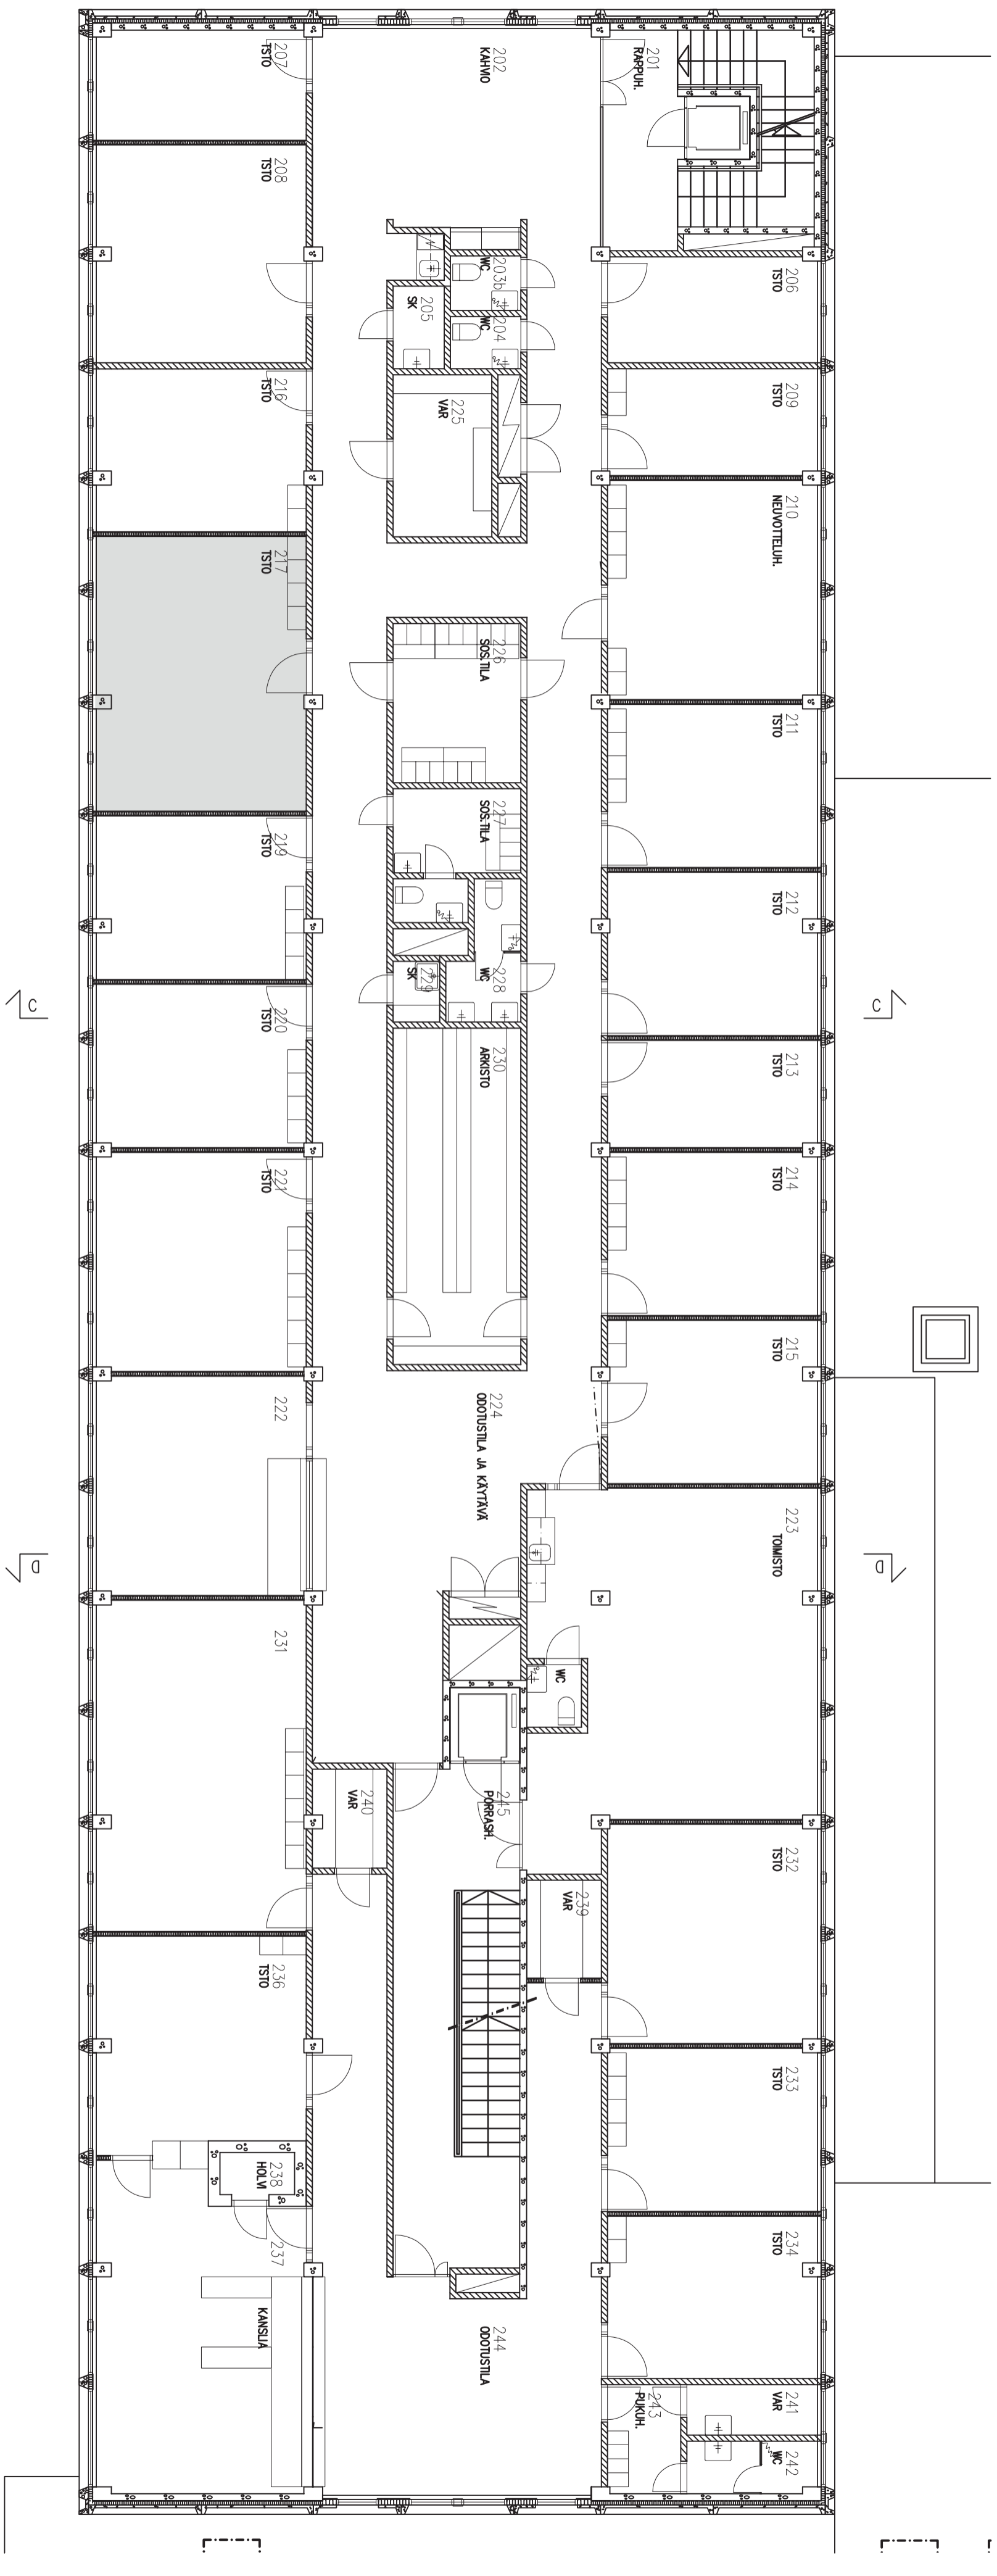 207
TSTO
202
KAHVIO
201
RAPPUH.
208
TSTO
203b
WC
206
TSTO
205
SK
204
WC
216
TSTO
225
VAR
209
TSTO
210
NEUVOTTELUH.
217
TSTO
226
SOS.TILA
211
TSTO
219
TSTO
227
SOS.TILA
212
TSTO
C
220
TSTO
229
SK
228
WC
C
230
ARKISTO
213
TSTO
221
TSTO
214
TSTO
215
TSTO
222
224
ODOTUSTILA JA KÄYTÄVÄ
223
TOIMISTO
D
D
231
WC
240
VAR
245
PORRASH.
232
TSTO
239
VAR
236
TSTO
233
TSTO
238
HOLVI
237
KANSLIA
234
TSTO
244
ODOTUSTILA
243
PUKUH.
241
VAR
242
WC